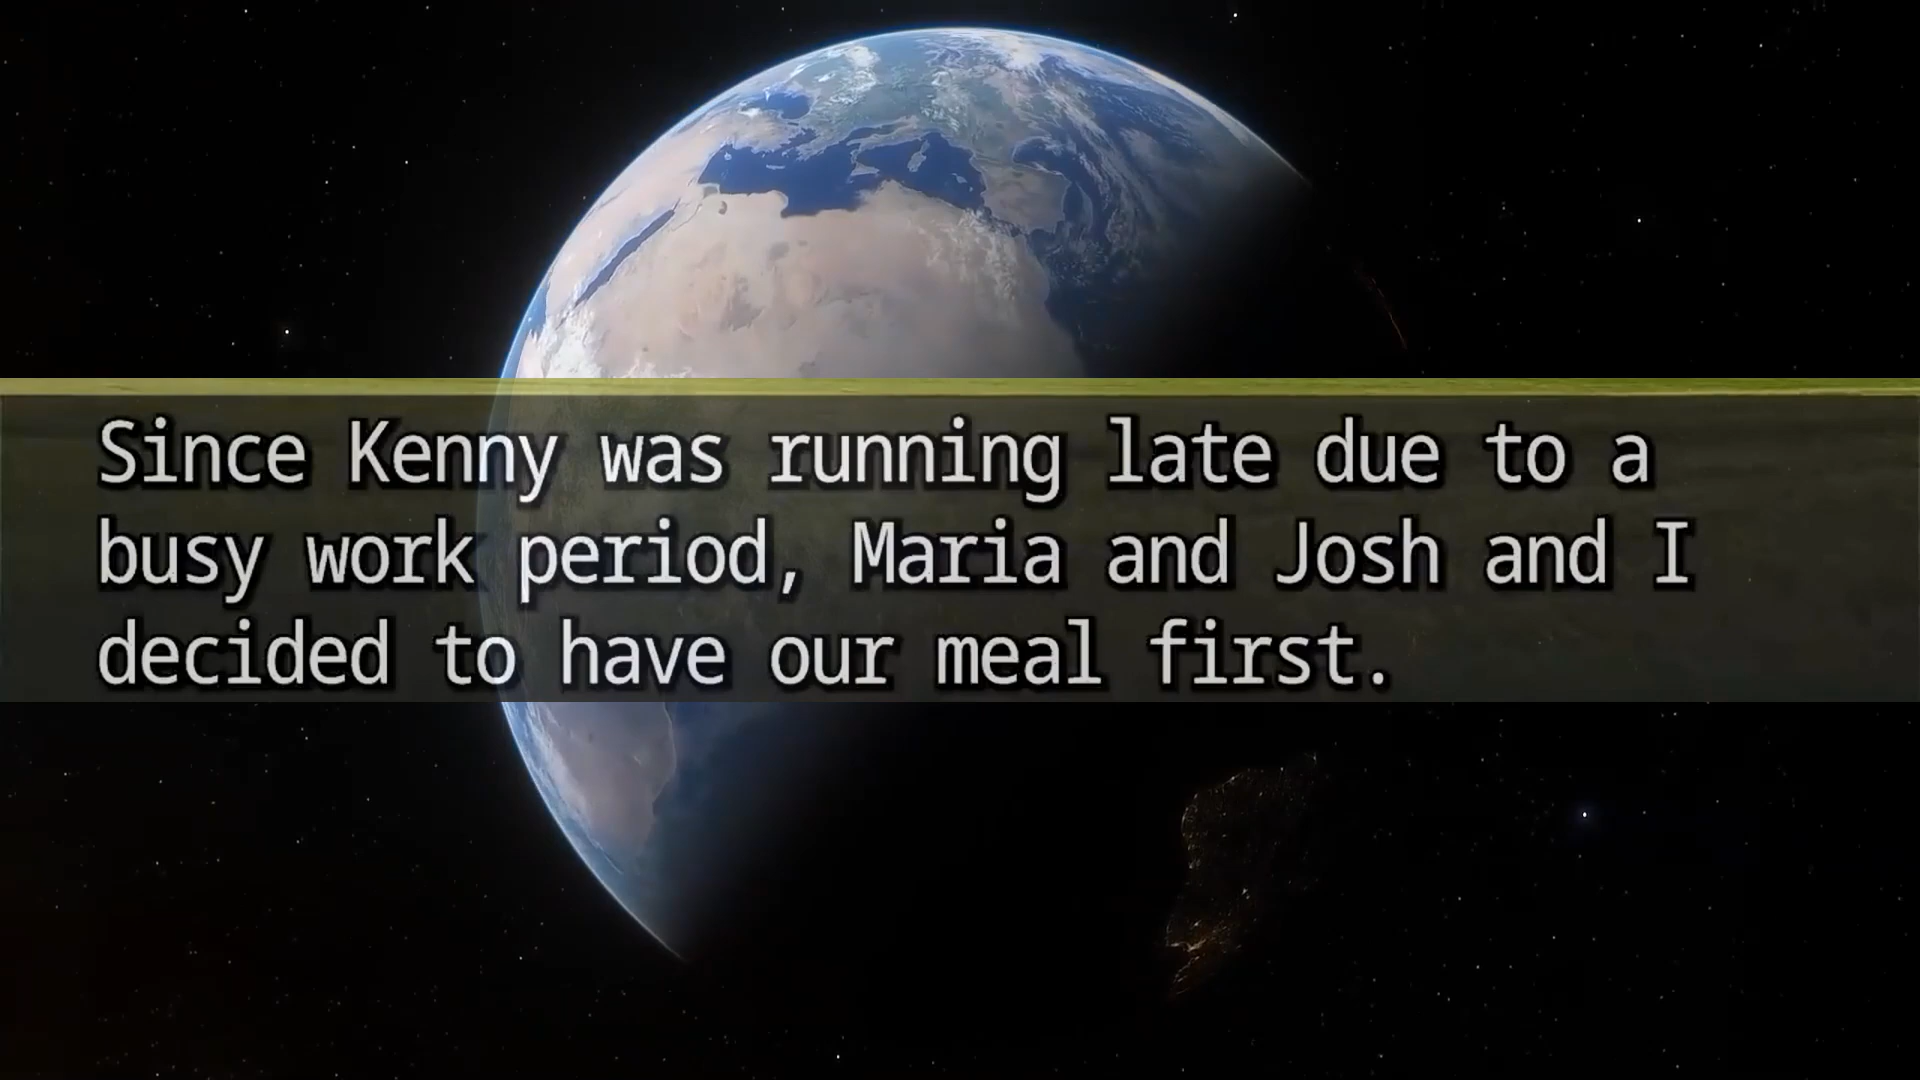 Since Kenny was running late due to a
busy work period, Maria and Josh and I
decided to have our meal first.